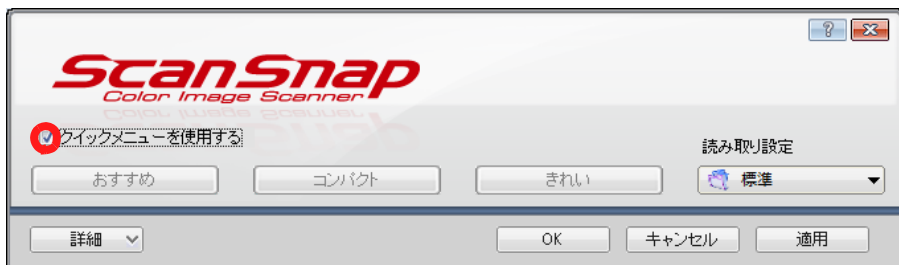 ScanSnap
Color Image Scanner
クイックメニューを使用する
読み取り設定
おすすめ
コンパクト
きれい
標準
詳細
OK
キャンセル
適用